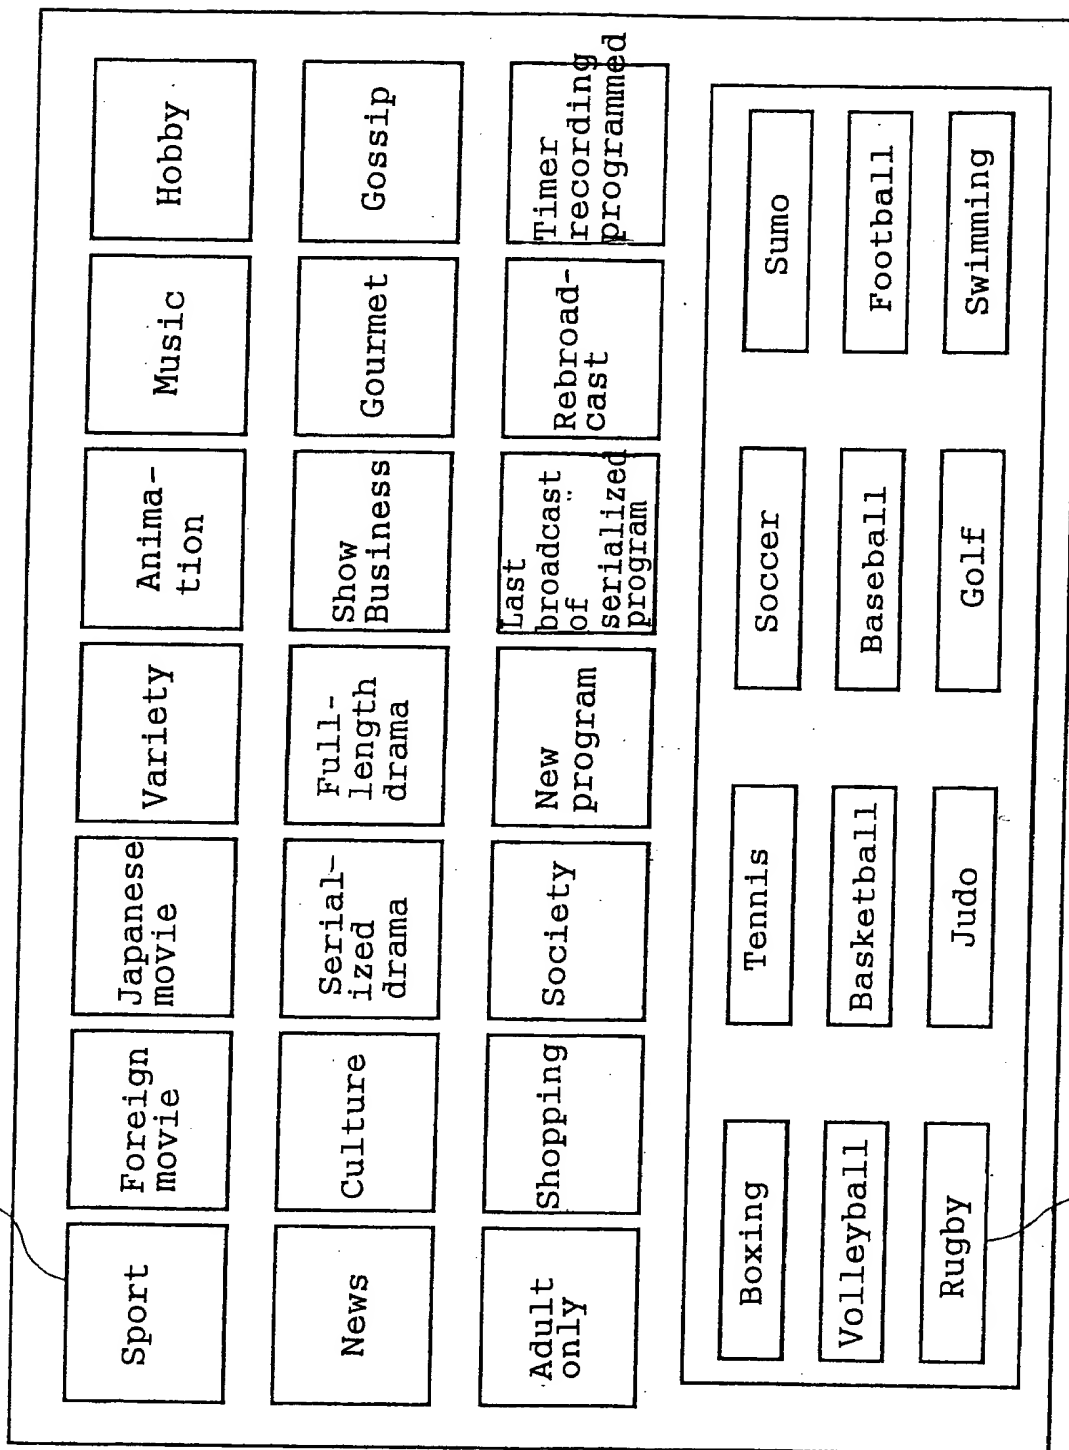 Sport
Foreign
movie
Japanese
movie
Variety
Anima-
tion
Music
Hobby
News
Culture
Serial-
ized
drama
Full-
length
drama
Show
Business
Gourmet
Gossip
Adult
only
Shopping
Society
New
program
Last
broadcast
of
serialized
program
Rebroad-
cast
Timer
recording
programmed
Boxing
Tennis
Soccer
Sumo
Volleyball
Basketball
Baseball
Football
Rugby
Judo
Golf
Swimming